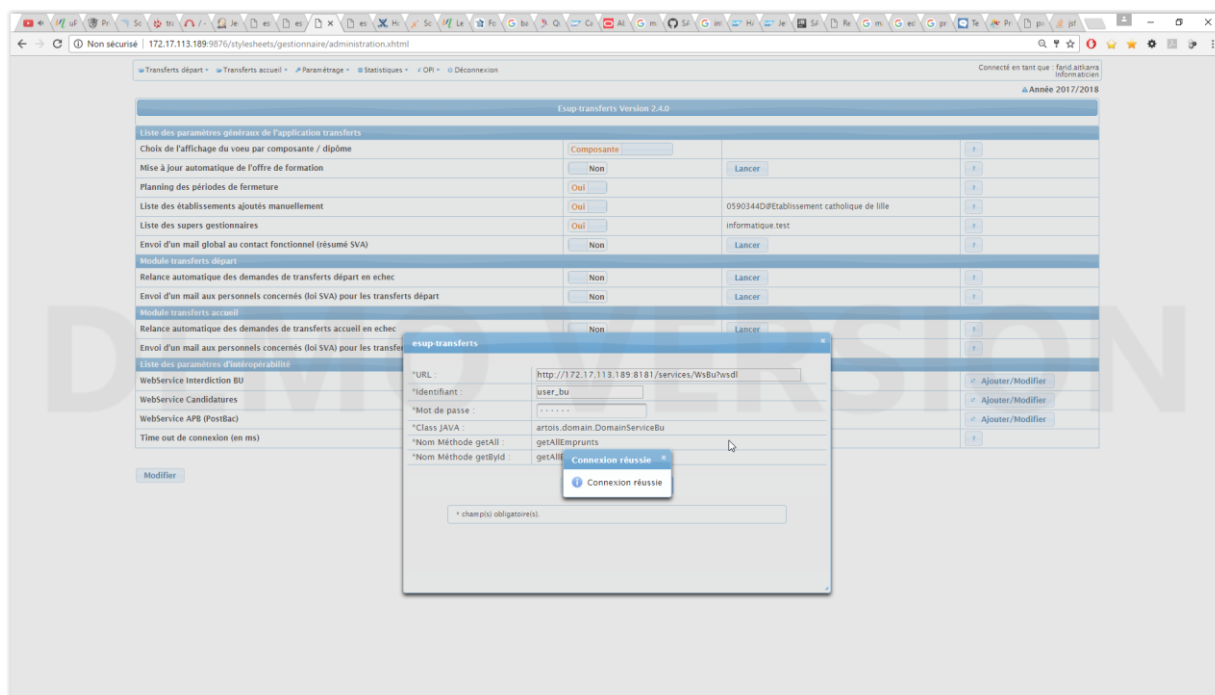 Non sécurisé | 172.17.113.189:9876/stylesheets/gestionnaire/administration.xhtml
Transferts départ Transferts accueil Paramétrage Statistiques OPI Déconnexion
Connecté en tant que : farid.aitkarra
Informaticien
Année 2017/2018
Esup-transferts Version 2.4.0
Liste des paramètres généraux de l'application transferts
Choix de l'affichage du voeu par composante / dipôme Composante ?
Mise à jour automatique de l'offre de formation Non Lancer ?
Planning des périodes de fermeture Oui ?
Liste des établissements ajoutés manuellement Oui 0590344D@Etablissement catholique de lille ?
Liste des supers gestionnaires Oui informatique.test ?
Envoi d'un mail global au contact fonctionnel (résumé SVA) Non Lancer ?
Module transferts départ
Relance automatique des demandes de transferts départ en echec Non Lancer ?
Envoi d'un mail aux personnels concernés (loi SVA) pour les transferts départ Non Lancer ?
Module transferts accueil
Relance automatique des demandes de transferts accueil en echec Non Lancer ?
Envoi d'un mail aux personnels concernés (loi SVA) pour les transfer ?
Liste des paramètres d'intéropérabilité
WebService Interdiction BU Ajouter/Modifier
WebService Candidatures Ajouter/Modifier
WebService APB (PostBac) Ajouter/Modifier
Time out de connexion (en ms) ?
Modifier
esup-transferts
*URL : http://172.17.113.189:8181/services/WsBu?wsdl
*Identifiant : user_bu
*Mot de passe : ······
*Class JAVA : artois.domain.DomainServiceBu
*Nom Méthode getAll : getAllEmprunts
*Nom Méthode getById : getAllE
Connexion réussie
Connexion réussie
* champ(s) obligatoire(s).
DEMO VERSION